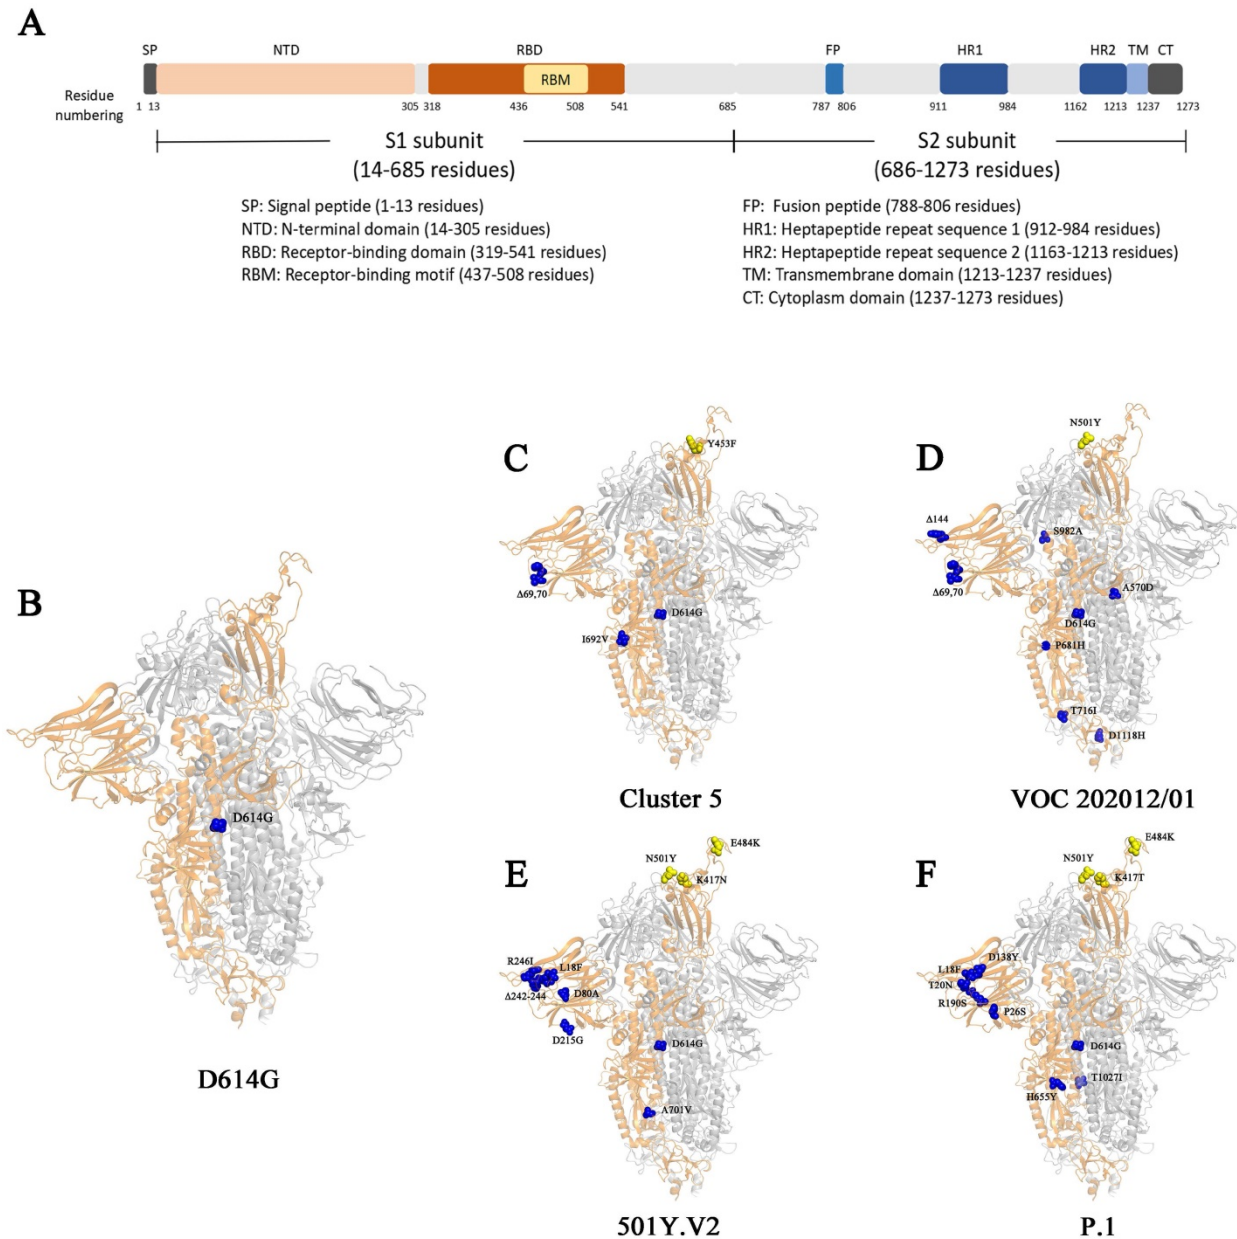 A
SP NTD RBD FP HR1 HR2 TM CT
RBM
Residue
numbering
1 13 305 318 436 508 541 685 787 806 911 984 1162 1213 1237 1273
S1 subunit
(14-685 residues)
S2 subunit
(686-1273 residues)
SP: Signal peptide (1-13 residues)
NTD: N-terminal domain (14-305 residues)
RBD: Receptor-binding domain (319-541 residues)
RBM: Receptor-binding motif (437-508 residues)
FP: Fusion peptide (788-806 residues)
HR1: Heptapeptide repeat sequence 1 (912-984 residues)
HR2: Heptapeptide repeat sequence 2 (1163-1213 residues)
TM: Transmembrane domain (1213-1237 residues)
CT: Cytoplasm domain (1237-1273 residues)
B
D614G
D614G
C
Y453F
Δ69,70
D614G
I692V
Cluster 5
D
N501Y
Δ144
S982A
Δ69,70
A570D
D614G
P681H
T716I
D1118H
VOC 202012/01
E
E484K
N501Y
K417N
R246I
L18F
Δ242-244
D80A
D215G
D614G
A701V
501Y.V2
F
E484K
N501Y
K417T
D138Y
L18F
T20N
R190S
P26S
D614G
T1027I
H655Y
P.1